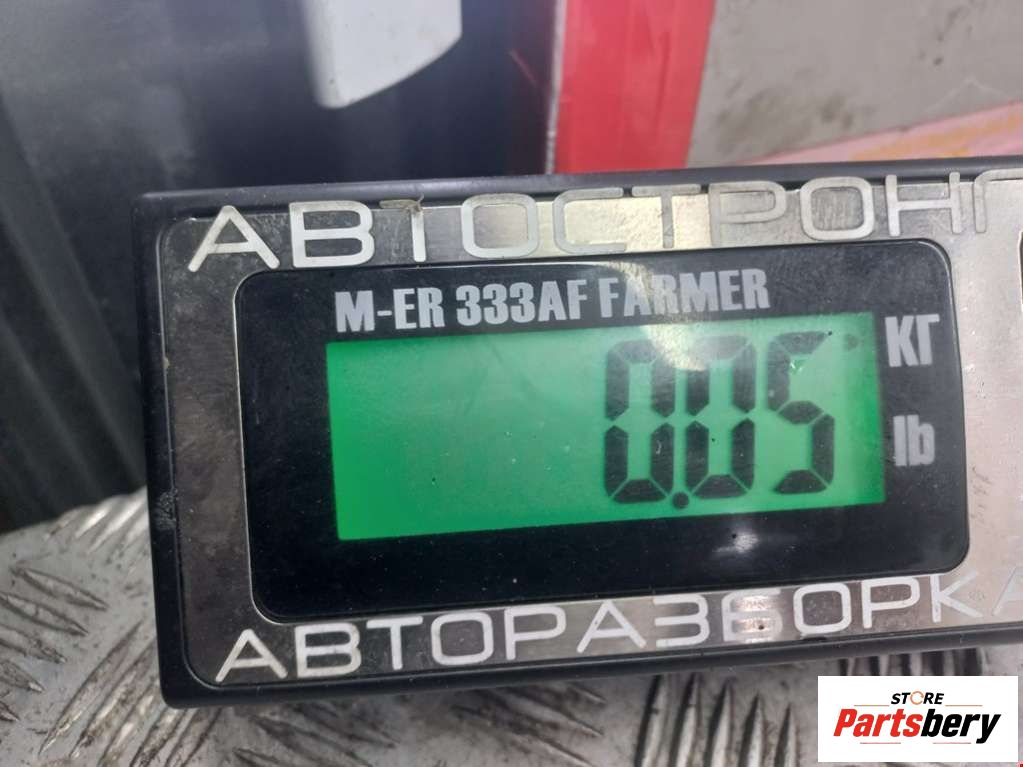 АВТОСТРОНГ
M-ER 333AF FARMER
0.05
КГ
lb
АВТОРАЗБОРКА
STORE
Partsbery